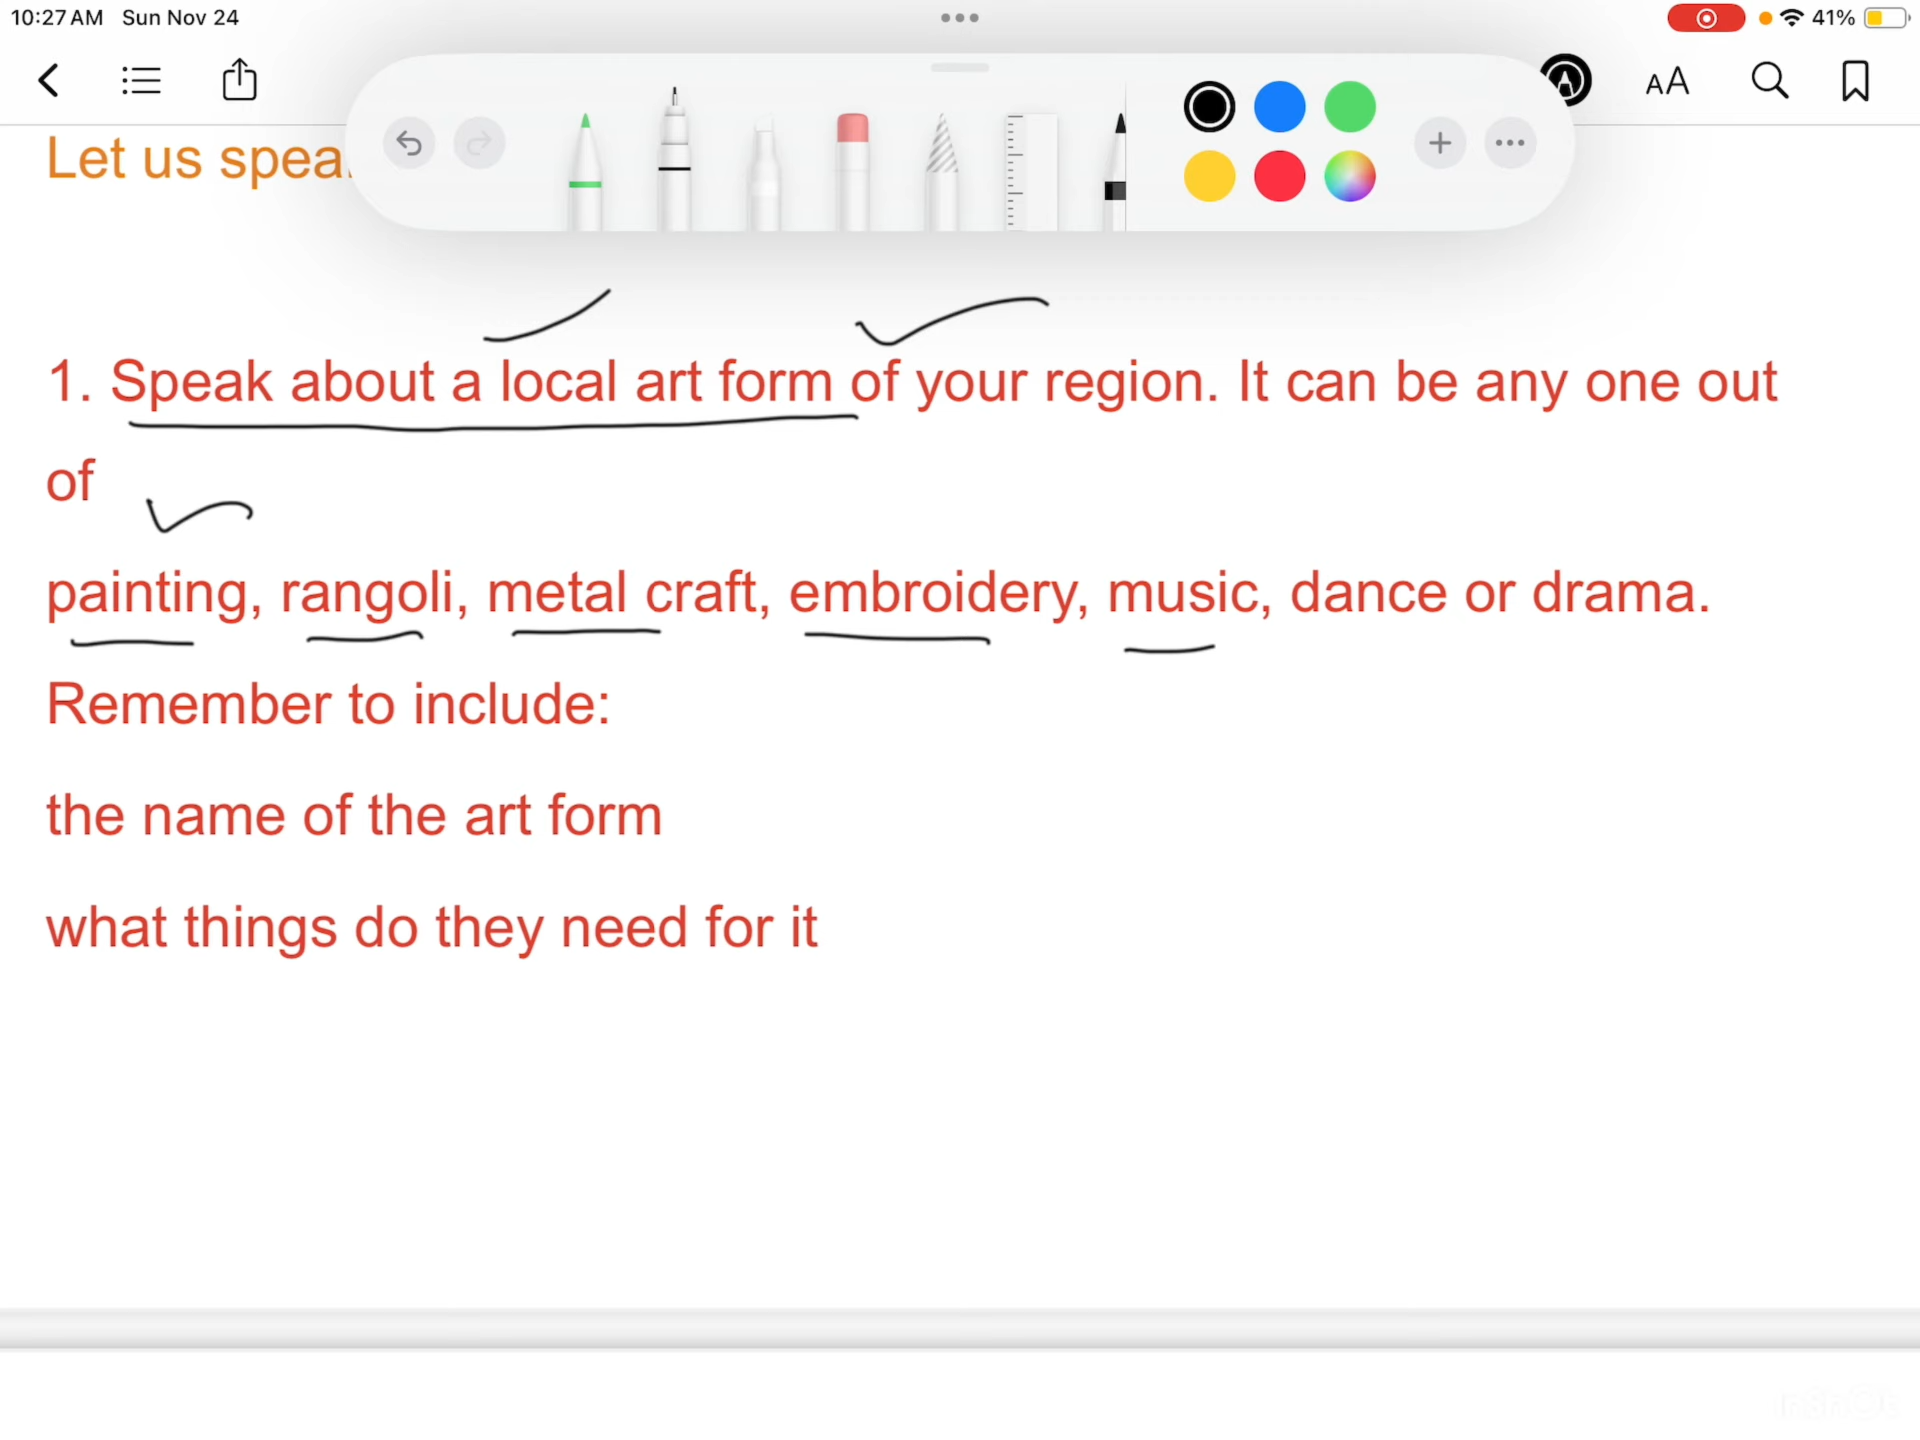 10:27 AM Sun Nov 24
41%
AA
Let us spea
1. Speak about a local art form of your region. It can be any one out
of
painting, rangoli, metal craft, embroidery, music, dance or drama.
Remember to include:
the name of the art form
what things do they need for it